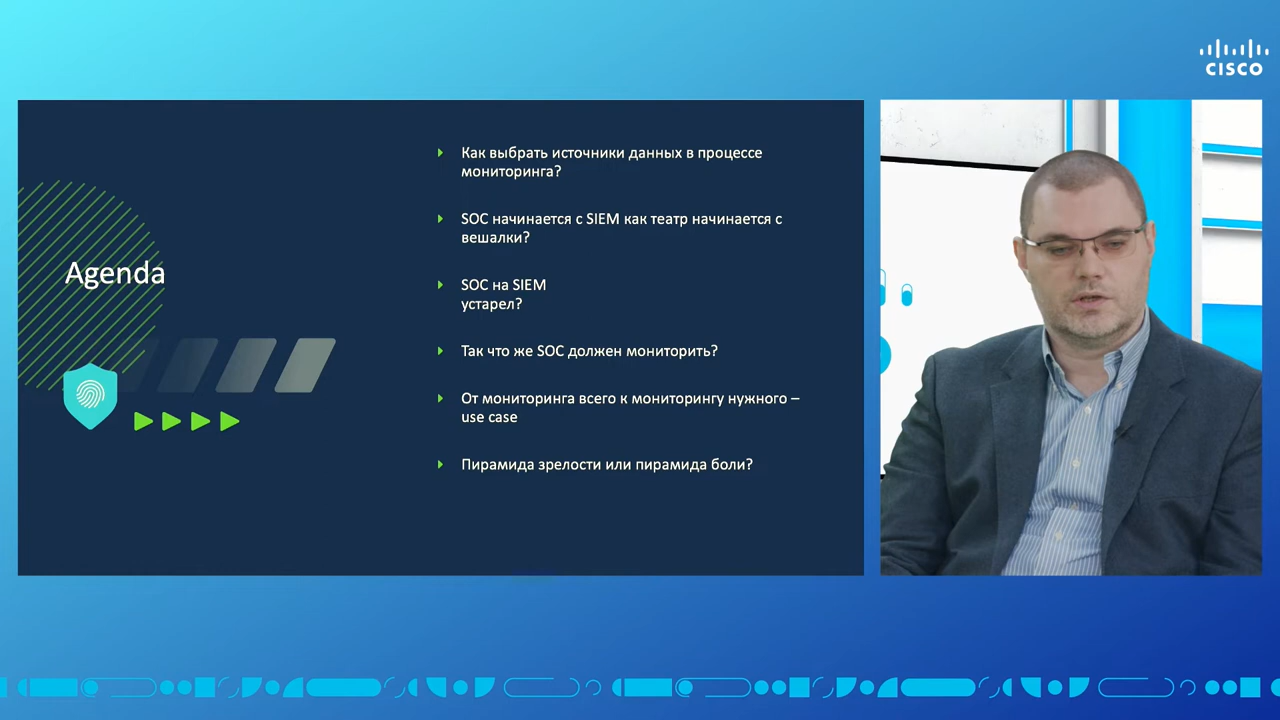 CISCO
Agenda
Как выбрать источники данных в процессе
мониторинга?
SOC начинается с SIEM как театр начинается с
вешалки?
SOC на SIEM
устарел?
Так что же SOC должен мониторить?
От мониторинга всего к мониторингу нужного –
use case
Пирамида зрелости или пирамида боли?